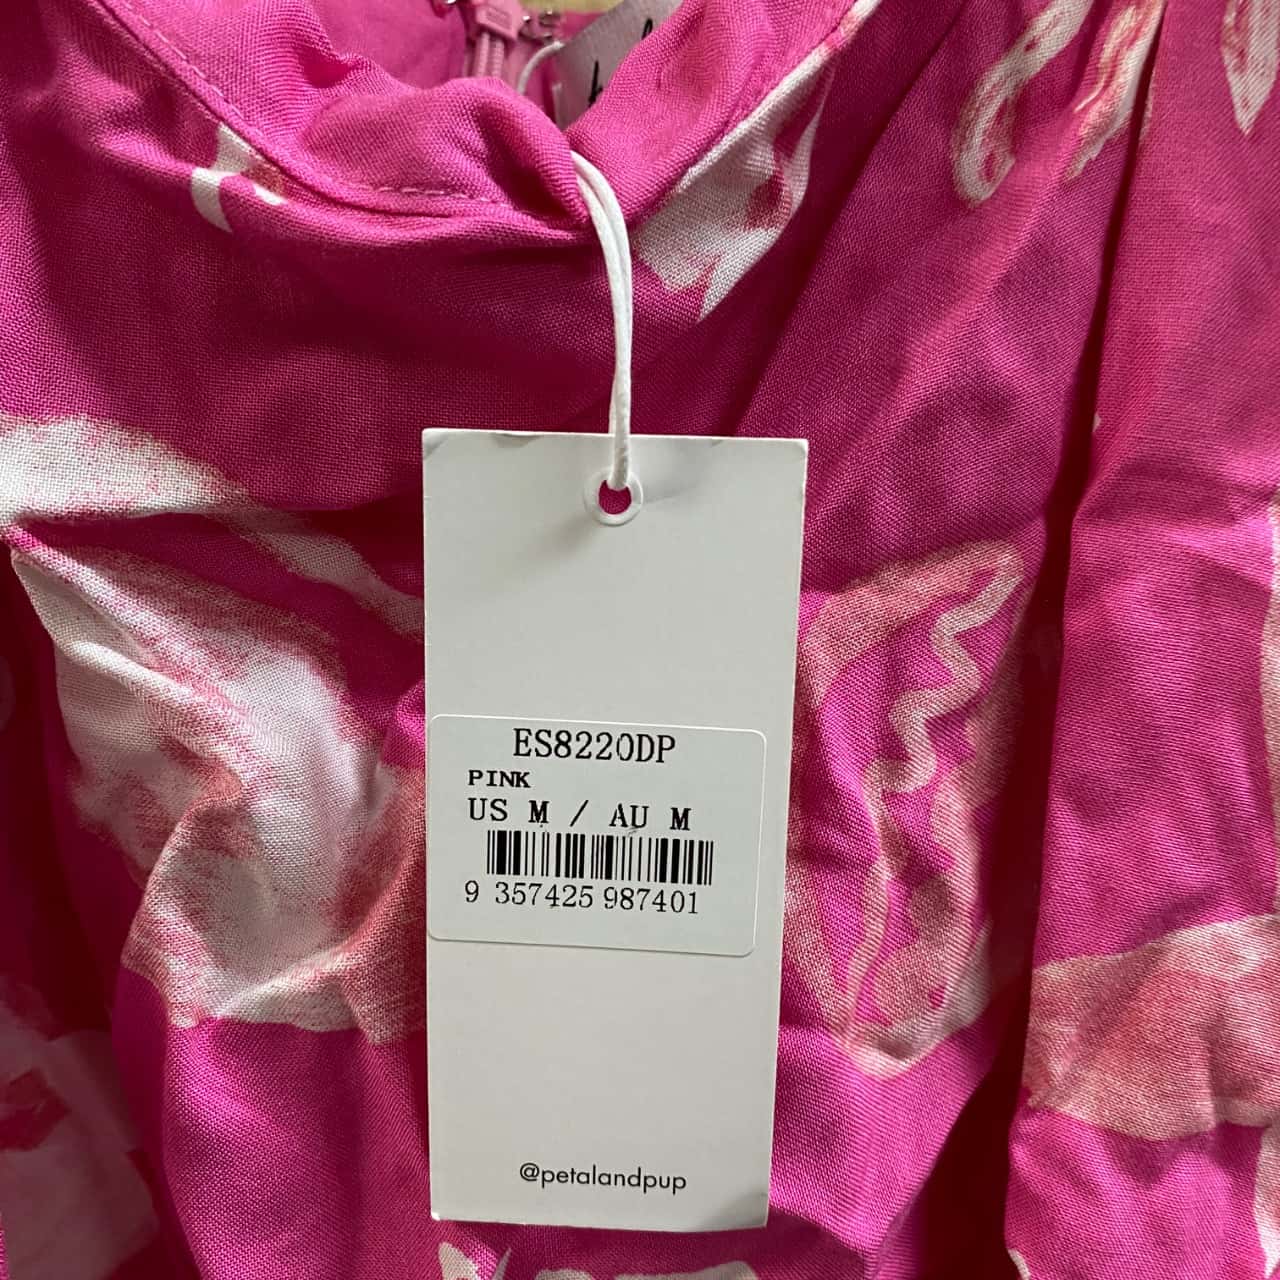 ES8220DP
PINK
US M / AU M
9 357425 987401
@petalandpup